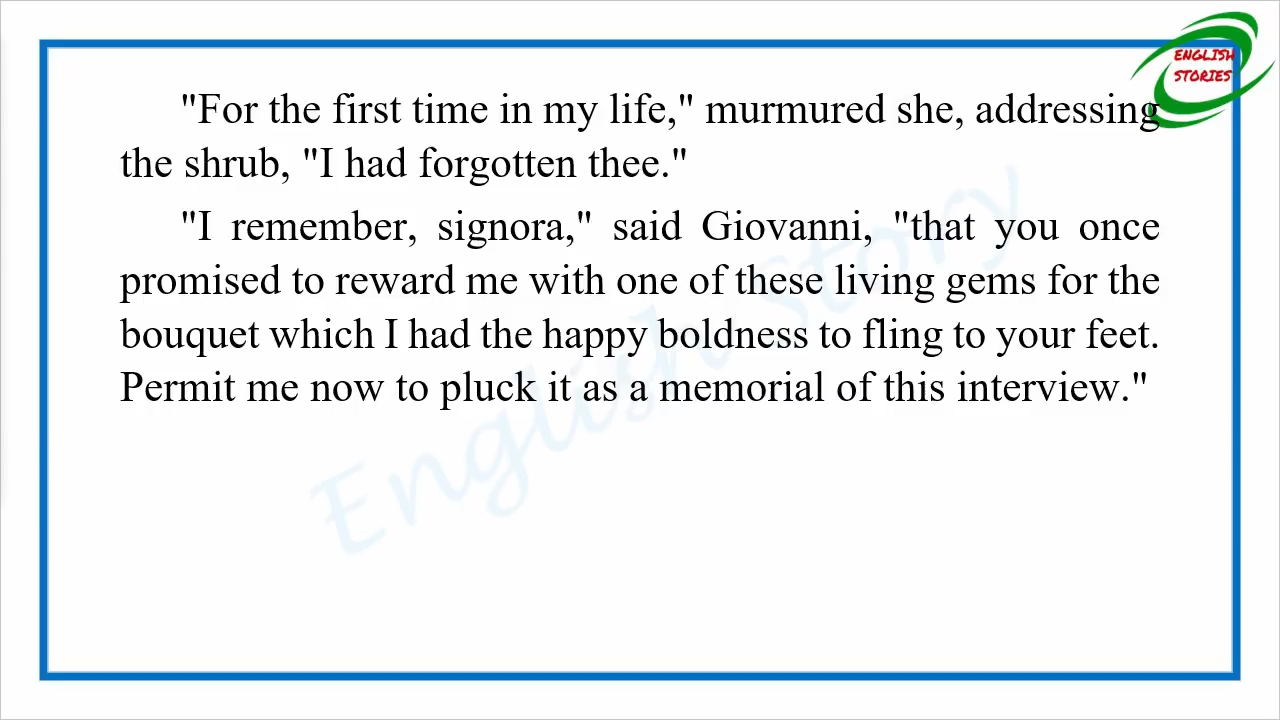 ENGLISH
STORIES
"For the first time in my life," murmured she, addressing
the shrub, "I had forgotten thee."
"I remember, signora," said Giovanni, "that you once
promised to reward me with one of these living gems for the
bouquet which I had the happy boldness to fling to your feet.
Permit me now to pluck it as a memorial of this interview."
English Story